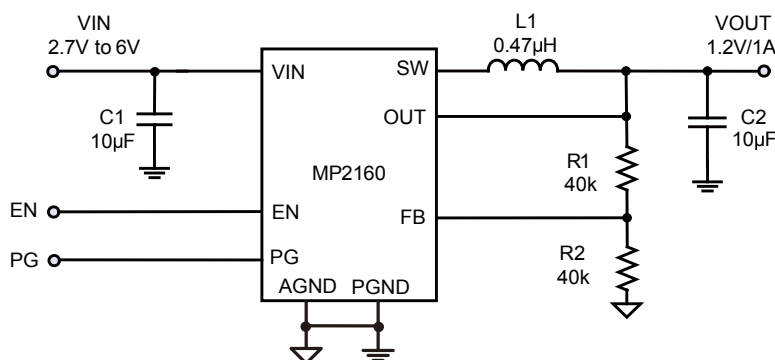 VIN
2.7V to 6V
L1
0.47µH
VOUT
1.2V/1A
VIN
SW
C1
10µF
OUT
C2
10µF
MP2160
R1
40k
EN
EN
FB
PG
PG
R2
40k
AGND
PGND